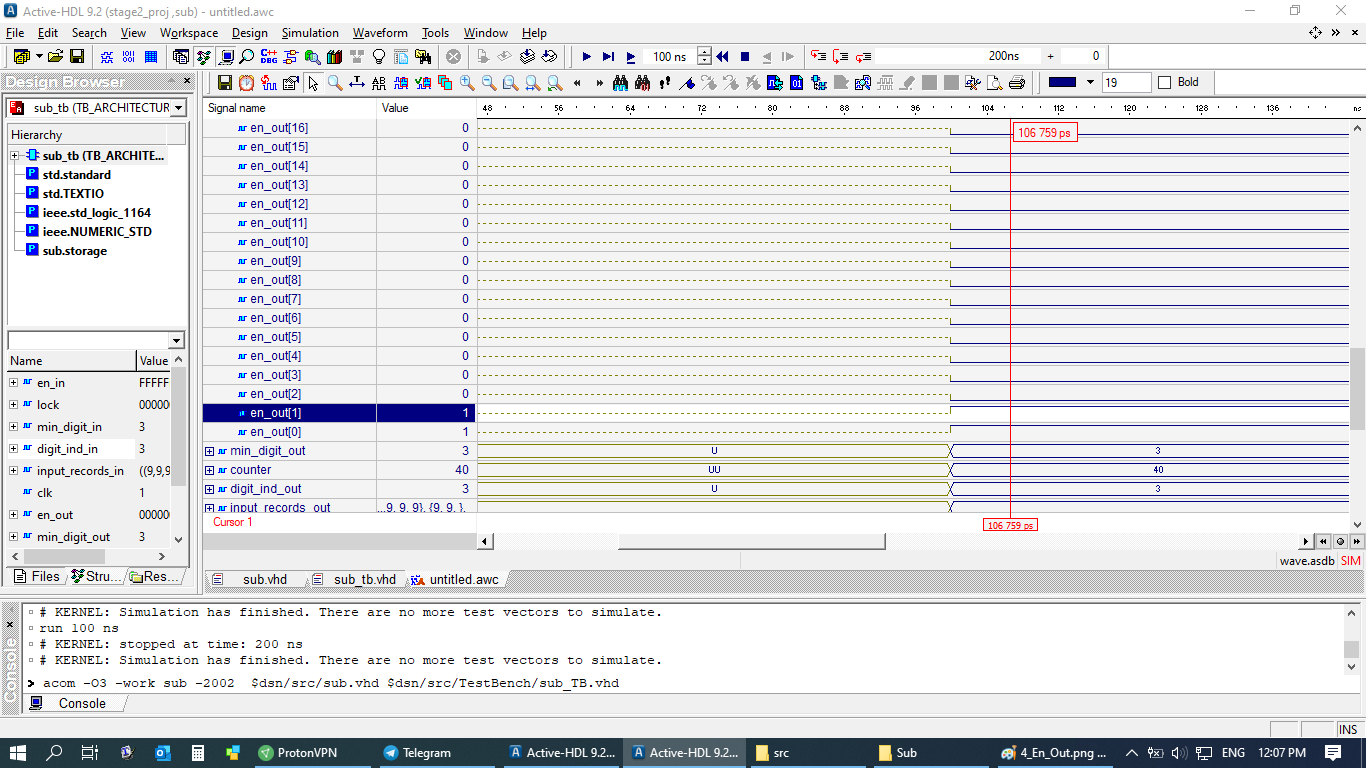 Active-HDL 9.2 (stage2_proj ,sub) - untitled.awc
File Edit Search View Workspace Design Simulation Waveform Tools Window Help
100 ns 200ns + 0
Design Browser
19 Bold
sub_tb (TB_ARCHITECTUR
Hierarchy
sub_tb (TB_ARCHITE...
std.standard
std.TEXTIO
ieee.std_logic_1164
ieee.NUMERIC_STD
sub.storage
Name Value
en_in FFFFF
lock 00000
min_digit_in 3
digit_ind_in 3
input_records_in ((9,9,9
clk 1
en_out 00000
min_digit_out 3
Files Stru... Res...
Signal name Value 48 56 64 72 80 88 96 104 112 120 128 136 ns
106 759 ps
en_out[16] 0
en_out[15] 0
en_out[14] 0
en_out[13] 0
en_out[12] 0
en_out[11] 0
en_out[10] 0
en_out[9] 0
en_out[8] 0
en_out[7] 0
en_out[6] 0
en_out[5] 0
en_out[4] 0
en_out[3] 0
en_out[2] 0
en_out[1] 1
en_out[0] 1
min_digit_out 3 U 3
counter 40 UU 40
digit_ind_out 3 U 3
input_records_out ...9, 9, 9}, {9, 9, },
Cursor 1 106 759 ps
wave.asdb SIM
sub.vhd sub_tb.vhd untitled.awc
Console
# KERNEL: Simulation has finished. There are no more test vectors to simulate.
run 100 ns
# KERNEL: stopped at time: 200 ns
# KERNEL: Simulation has finished. There are no more test vectors to simulate.
> acom -O3 -work sub -2002 $dsn/src/sub.vhd $dsn/src/TestBench/sub_TB.vhd
Console
INS
ProtonVPN Telegram Active-HDL 9.2... Active-HDL 9.2... src Sub 4_En_Out.png ... ENG 12:07 PM